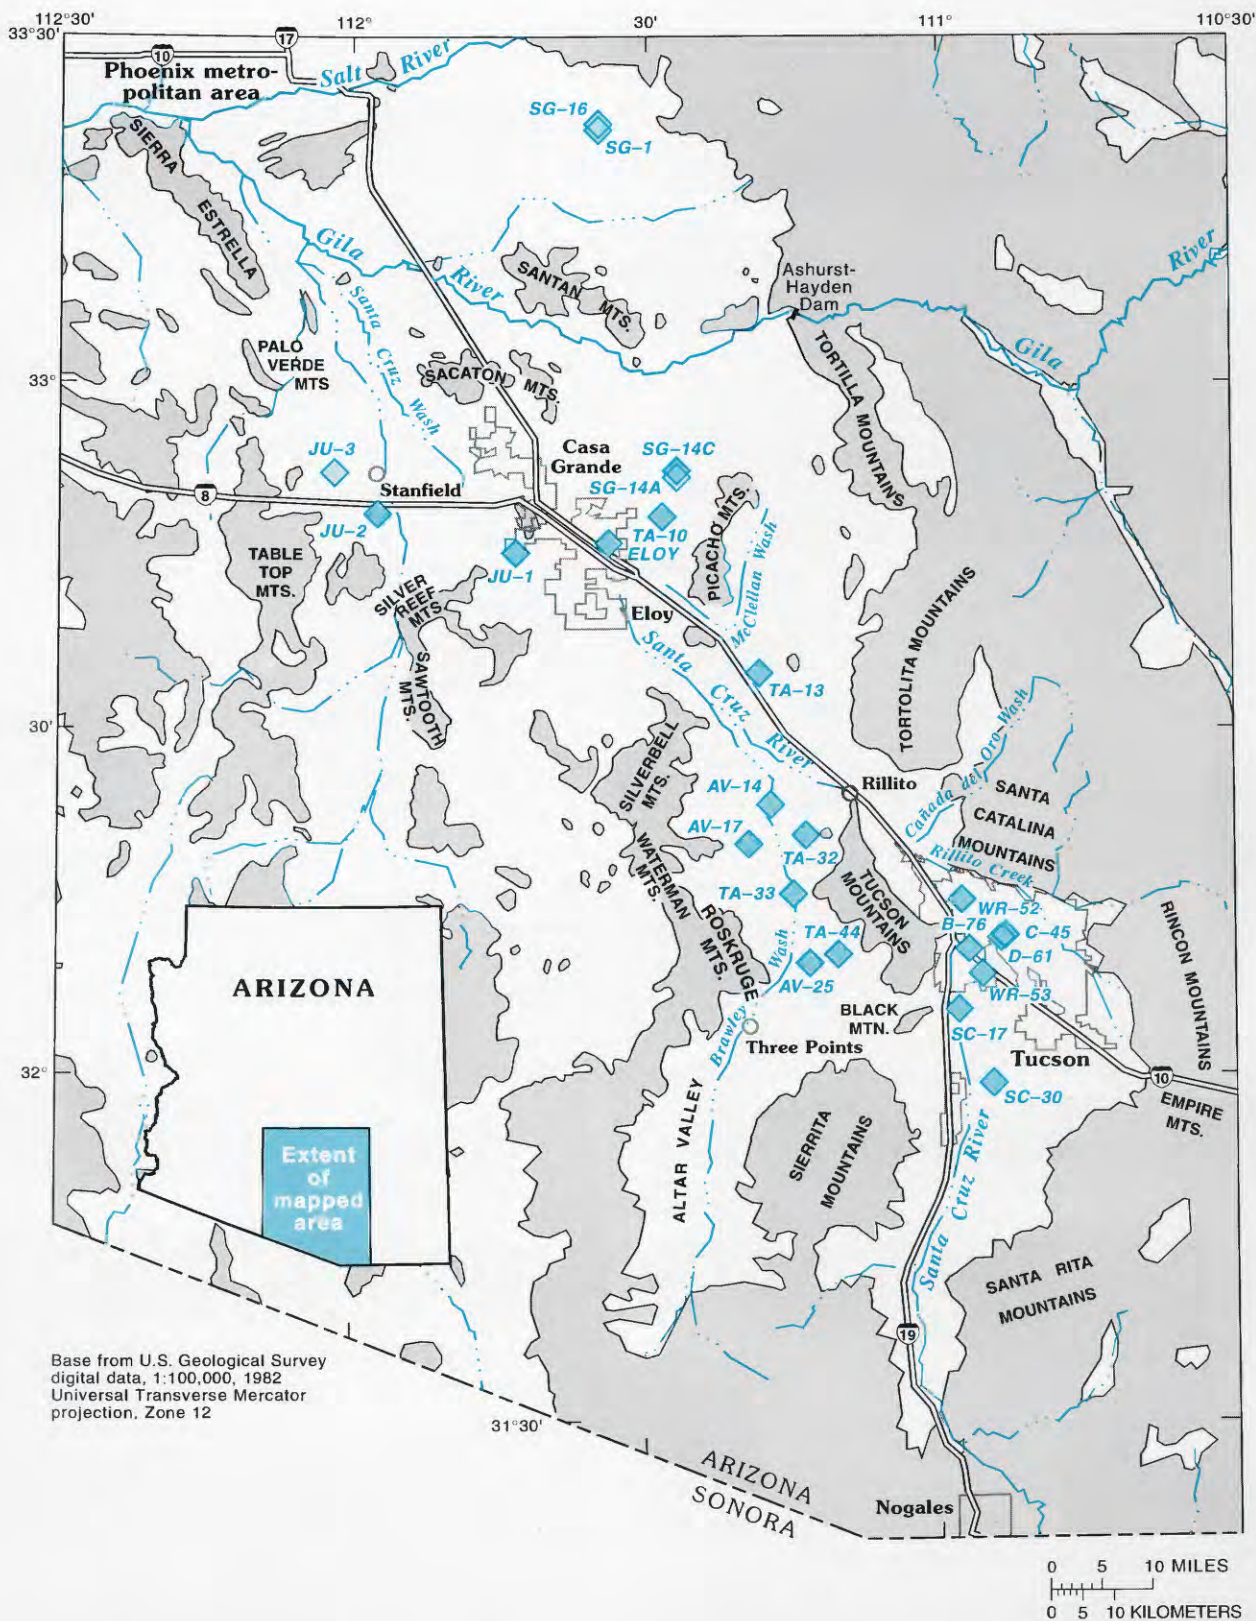 112°30'
112°
30'
111°
110°30'
33°30'
17
10
Phoenix metro-
politan area
Salt River
SG-16
SG-1
SIERRA
ESTRELLA
Gila
River
Santa
Cruz
Wash
SANTAN MTS.
Ashurst-
Hayden
Dam
River
Gila
PALO
VERDE
MTS
SACATON MTS.
TORTILLA MOUNTAINS
33°
JU-3
Casa
Grande
SG-14C
Stanfield
SG-14A
8
JU-2
TA-10
ELOY
PICACHO MTS.
McClellan Wash
TABLE
TOP
MTS.
JU-1
SILVER
REEF
MTS.
Eloy
SAWTOOTH
MTS.
Santa
Cruz
River
TA-13
TORTOLITA MOUNTAINS
30'
SILVERBELL
MTS.
AV-14
Rillito
Cañada del Oro Wash
SANTA
CATALINA
MOUNTAINS
AV-17
TA-32
WATERMAN
MTS.
Rillito Creek
TA-33
TUCSON
MOUNTAINS
WR-52
B-76
C-45
ROSKRUGE
MTS.
TA-44
D-61
Wash
AV-25
WR-53
RINCON MOUNTAINS
ARIZONA
BLACK
MTN.
SC-17
Brawley
Three Points
Tucson
32°
10
SC-30
EMPIRE
MTS.
ALTAR VALLEY
SIERRITA
MOUNTAINS
Extent
of
mapped
area
Santa Cruz River
SANTA RITA
MOUNTAINS
19
Base from U.S. Geological Survey
digital data, 1:100,000, 1982
Universal Transverse Mercator
projection, Zone 12
31°30'
ARIZONA
SONORA
Nogales
0 5 10 MILES
0 5 10 KILOMETERS